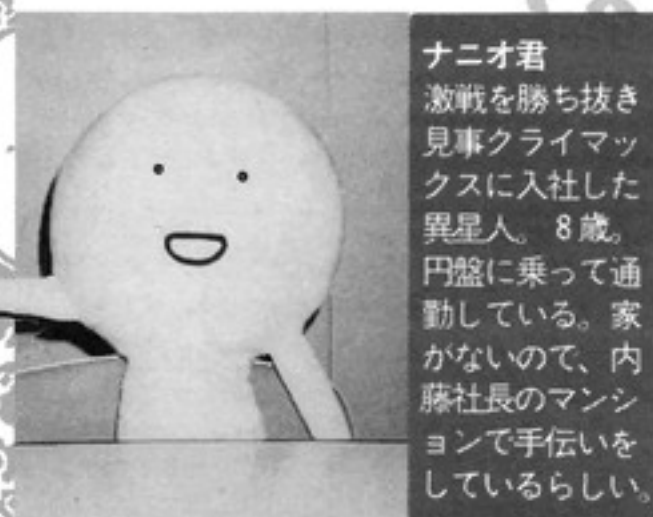 ナニオ君
激戦を勝ち抜き
見事クライマッ
クスに入社した
異星人。8歳。
円盤に乗って通
勤している。家
がないので、内
藤社長のマンシ
ョンで手伝いを
しているらしい。